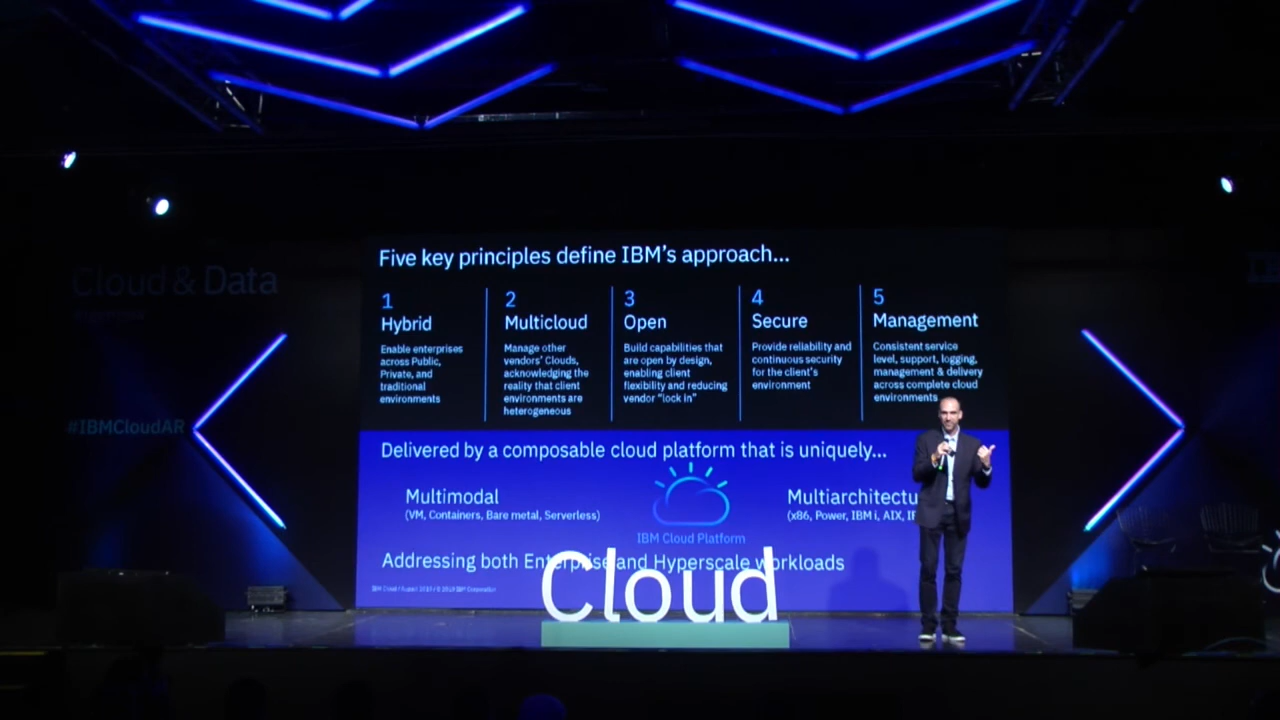 Five key principles define IBM's approach...
1
Hybrid
Enable enterprises
across Public,
Private, and
traditional
environments
2
Multicloud
Manage other
vendors' Clouds,
acknowledging the
reality that client
environments are
heterogeneous
3
Open
Build capabilities that
are open by design,
enabling client
flexibility and reducing
vendor "lock in"
4
Secure
Provide reliability and
continuous security
for the client's
environment
5
Management
Consistent service
level, support, logging,
management & delivery
across complete cloud
environments
Cloud & Data
#IBMCloudAR
Delivered by a composable cloud platform that is uniquely...
Multimodal
(VM, Containers, Bare metal, Serverless)
IBM Cloud Platform
Multiarchitectu
(x86, Power, IBM i, AIX,
Addressing both Enterprise and Hyperscale workloads
Cloud